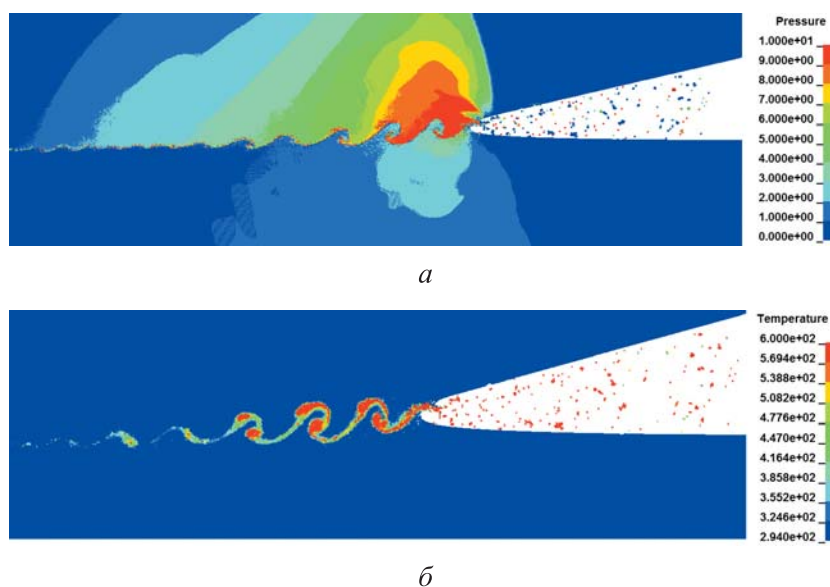 Pressure
1.000e+01
9.000e+00
8.000e+00
7.000e+00
6.000e+00
5.000e+00
4.000e+00
3.000e+00
2.000e+00
1.000e+00
0.000e+00
а
Temperature
6.000e+02
5.694e+02
5.388e+02
5.082e+02
4.776e+02
4.470e+02
4.164e+02
3.858e+02
3.552e+02
3.246e+02
2.940e+02
б